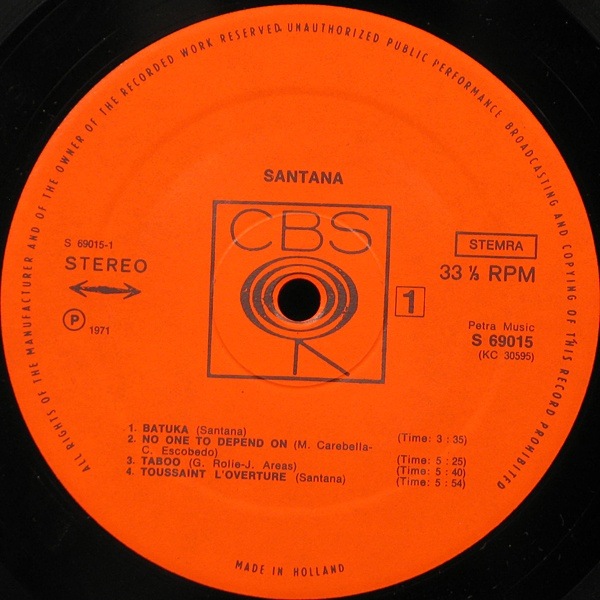 ALL RIGHTS OF THE MANUFACTURER AND OF THE OWNER OF THE RECORDED WORK RESERVED. UNAUTHORIZED PUBLIC PERFORMANCE BROADCASTING AND COPYING OF THIS RECORD PROHIBITED
SANTANA
CBS
S 69015-1
STEREO
STEMRA
33 ⅓ RPM
1
Ⓟ 1971
Petra Music
S 69015
(KC 30595)
1. BATUKA (Santana) (Time: 3 : 35)
2. NO ONE TO DEPEND ON (M. Carebella-
C. Escobedo) (Time: 5 : 25)
3. TABOO (G. Rolie-J. Areas) (Time: 5 : 40)
4. TOUSSAINT L'OVERTURE (Santana) (Time: 5 : 54)
MADE IN HOLLAND